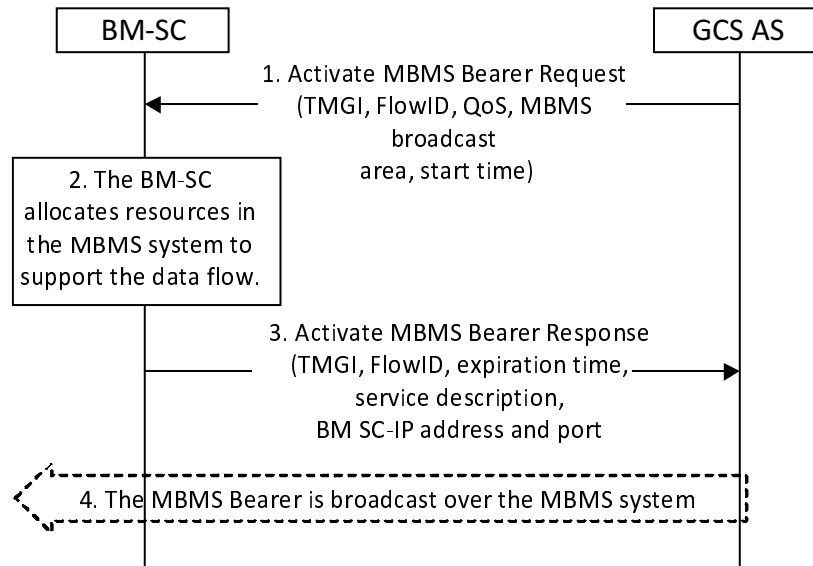 BM-SC
GCS AS
1. Activate MBMS Bearer Request
(TMGI, FlowID, QoS, MBMS
broadcast
area, start time)
2. The BM-SC
allocates resources in
the MBMS system to
support the data flow.
3. Activate MBMS Bearer Response
(TMGI, FlowID, expiration time,
service description,
BM SC-IP address and port
4. The MBMS Bearer is broadcast over the MBMS system